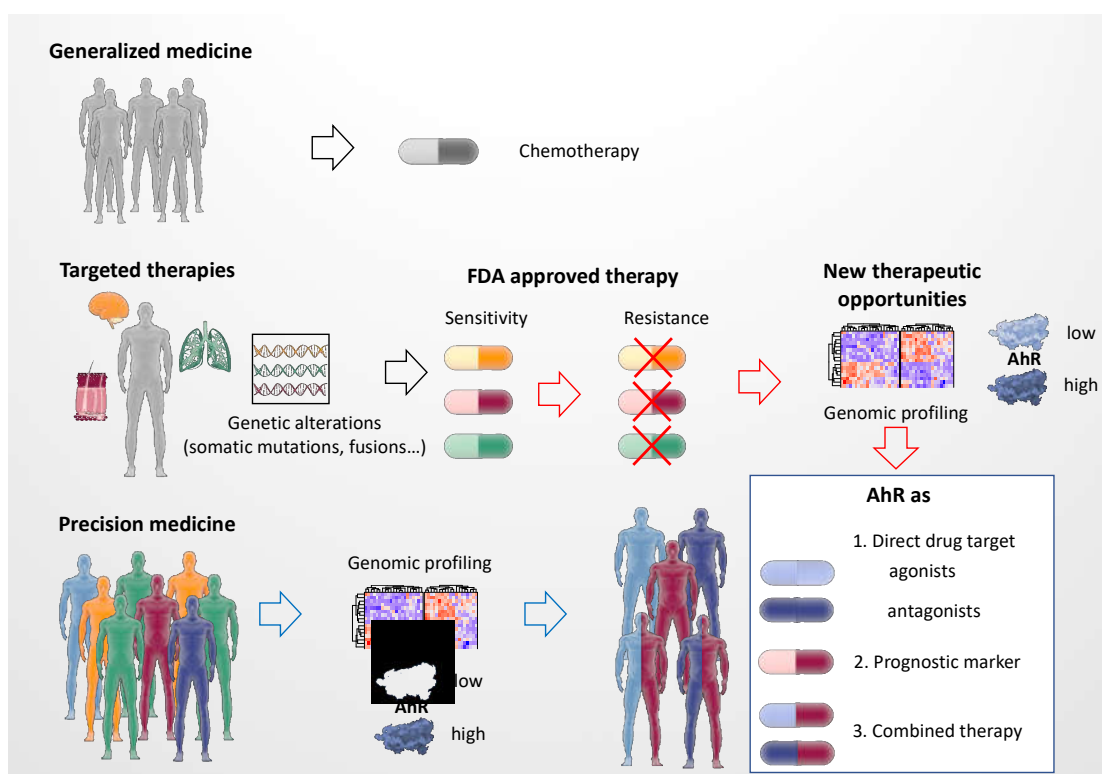 Generalized medicine
Chemotherapy
Targeted therapies
Genetic alterations
(somatic mutations, fusions…)
FDA approved therapy
Sensitivity
Resistance
New therapeutic
opportunities
low
AhR
high
Genomic profiling
Precision medicine
Genomic profiling
low
AhR
high
AhR as
1. Direct drug target
agonists
antagonists
2. Prognostic marker
3. Combined therapy